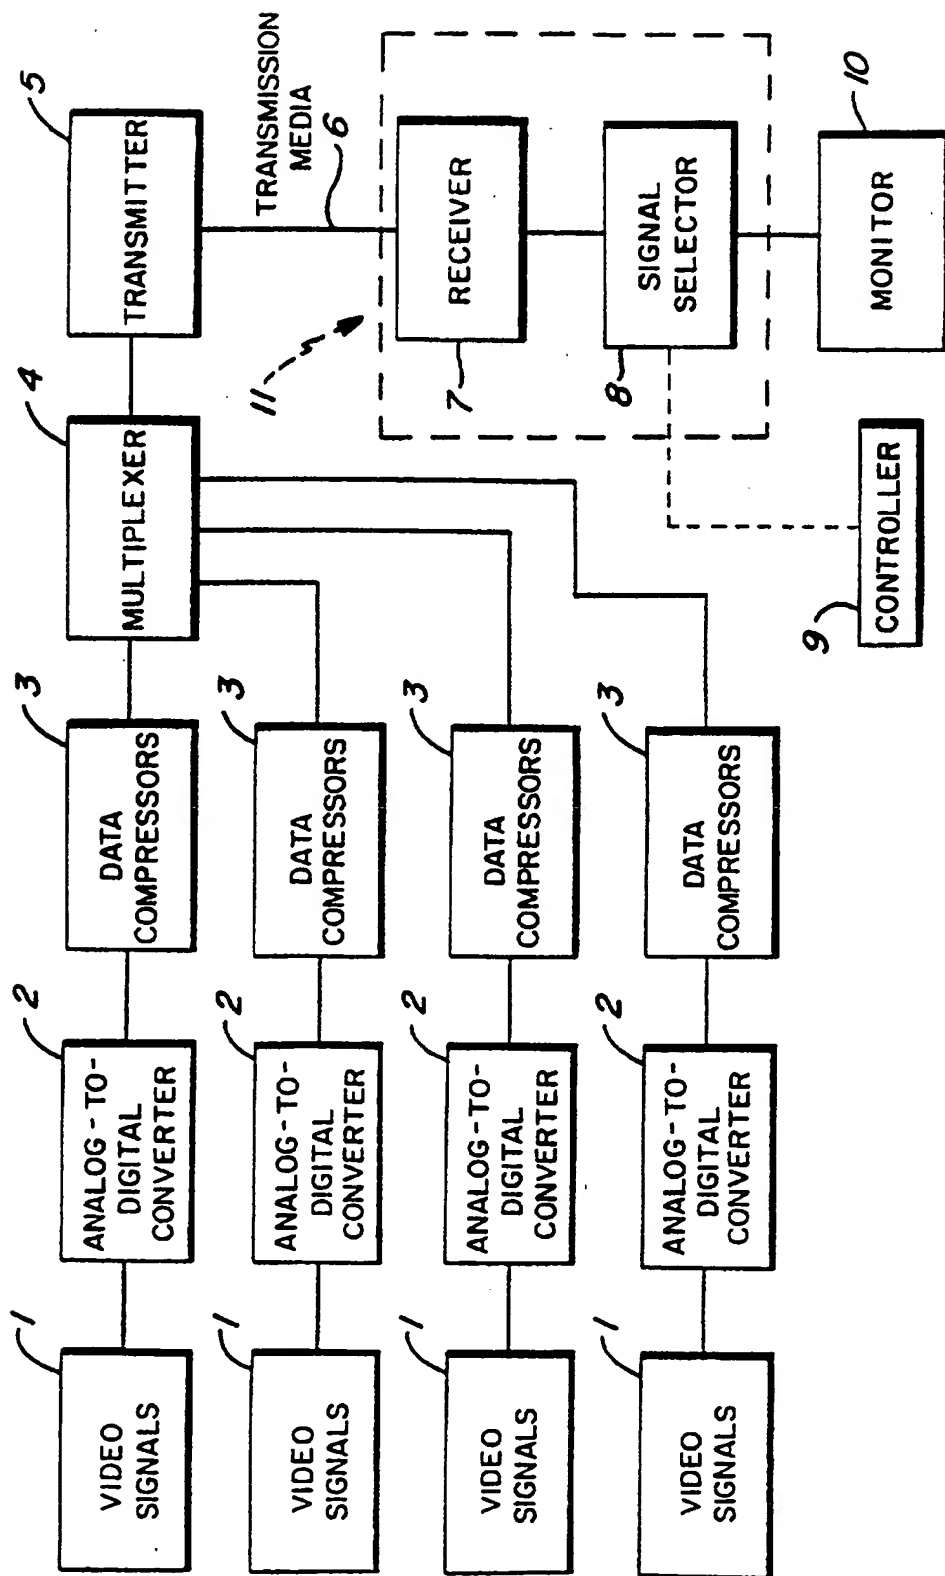 1
VIDEO
SIGNALS
2
ANALOG-TO-
DIGITAL
CONVERTER
3
DATA
COMPRESSORS
4
MULTIPLEXER
5
TRANSMITTER
1
VIDEO
SIGNALS
2
ANALOG-TO-
DIGITAL
CONVERTER
3
DATA
COMPRESSORS
TRANSMISSION
MEDIA
6
11
1
VIDEO
SIGNALS
2
ANALOG-TO-
DIGITAL
CONVERTER
3
DATA
COMPRESSORS
7
RECEIVER
1
VIDEO
SIGNALS
2
ANALOG-TO-
DIGITAL
CONVERTER
3
DATA
COMPRESSORS
8
SIGNAL
SELECTOR
9
CONTROLLER
10
MONITOR